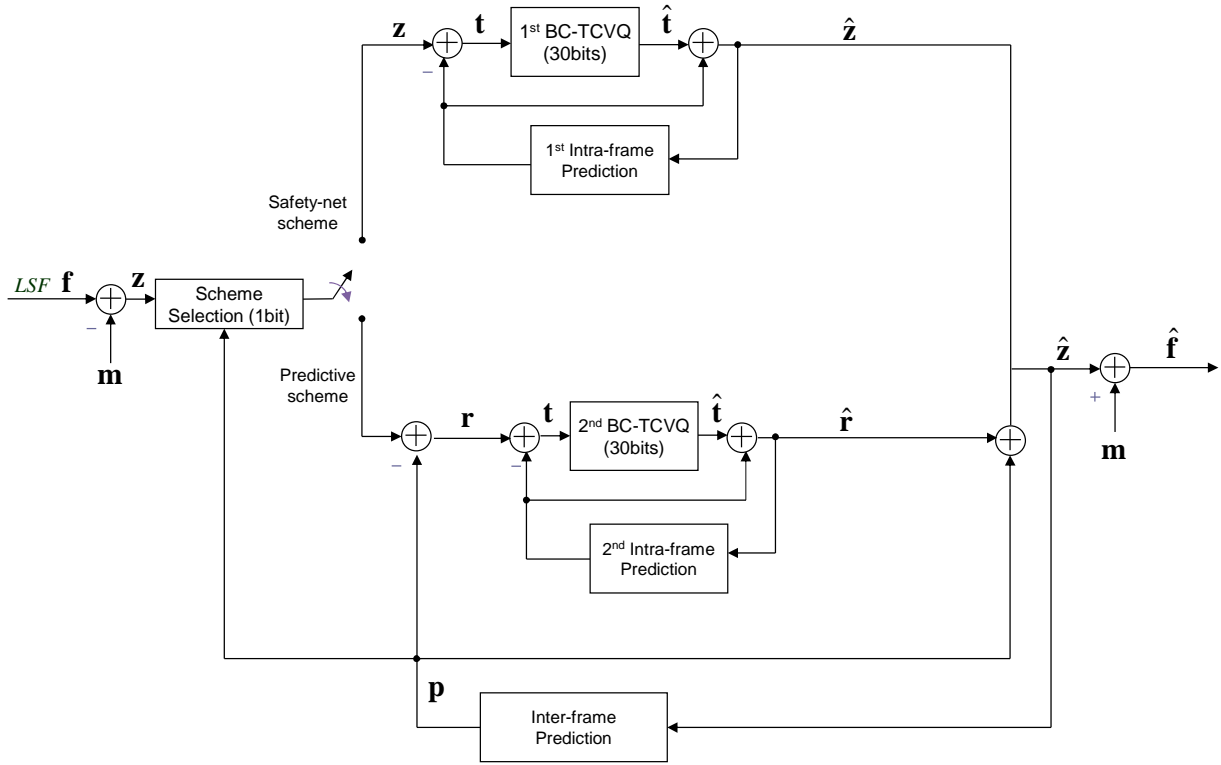 z
t
1st BC-TCVQ
(30bits)
t̂
ẑ
−
1st Intra-frame
Prediction
Safety-net
scheme
LSF f
z
Scheme
Selection (1bit)
−
m
Predictive
scheme
r
t
2nd BC-TCVQ
(30bits)
t̂
r̂
ẑ
f̂
−
−
+
m
2nd Intra-frame
Prediction
p
Inter-frame
Prediction